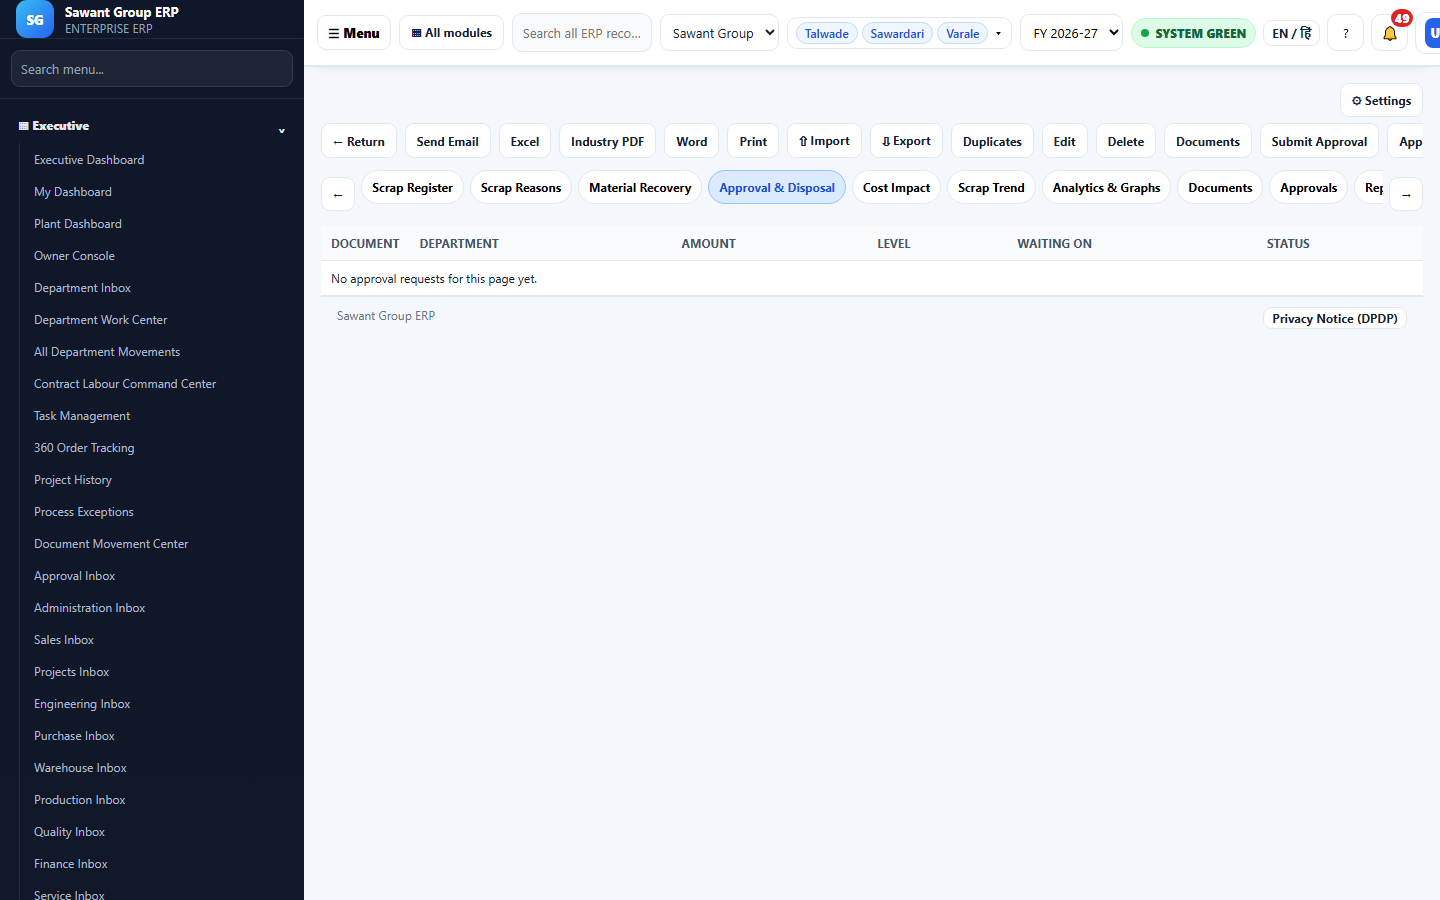 SG
Sawant Group ERP
ENTERPRISE ERP
Search menu...
Executive
Executive Dashboard
My Dashboard
Plant Dashboard
Owner Console
Department Inbox
Department Work Center
All Department Movements
Contract Labour Command Center
Task Management
360 Order Tracking
Project History
Process Exceptions
Document Movement Center
Approval Inbox
Administration Inbox
Sales Inbox
Projects Inbox
Engineering Inbox
Purchase Inbox
Warehouse Inbox
Production Inbox
Quality Inbox
Finance Inbox
Service Inbox
☰ Menu
All modules
Search all ERP reco...
Sawant Group
Talwade Sawardari Varale
FY 2026-27
SYSTEM GREEN
EN / हिं
?
49
U
⚙ Settings
← Return Send Email Excel Industry PDF Word Print ⇧ Import ⇩ Export Duplicates Edit Delete Documents Submit Approval App
← Scrap Register Scrap Reasons Material Recovery Approval & Disposal Cost Impact Scrap Trend Analytics & Graphs Documents Approvals Rep →
DOCUMENT DEPARTMENT AMOUNT LEVEL WAITING ON STATUS
No approval requests for this page yet.
Sawant Group ERP
Privacy Notice (DPDP)